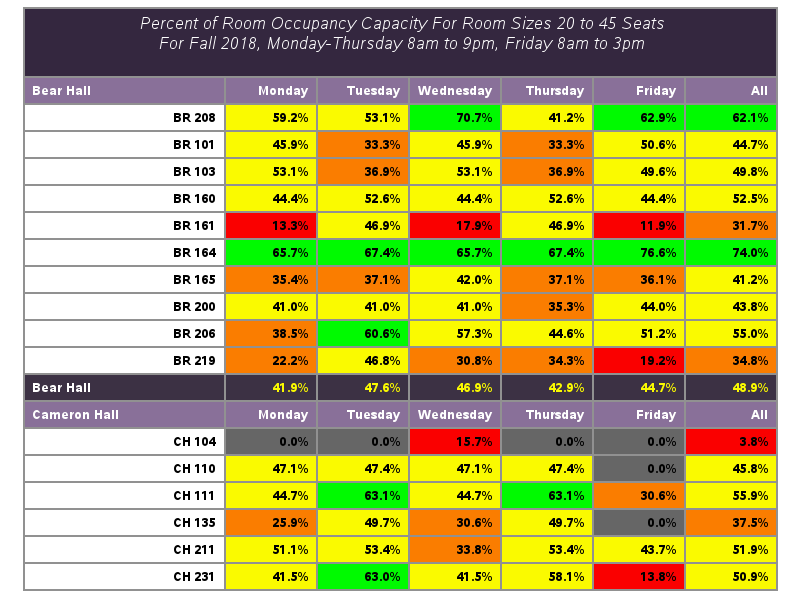 Percent of Room Occupancy Capacity For Room Sizes 20 to 45 Seats
For Fall 2018, Monday-Thursday 8am to 9pm, Friday 8am to 3pm
Bear Hall Monday Tuesday Wednesday Thursday Friday All
BR 208 59.2% 53.1% 70.7% 41.2% 62.9% 62.1%
BR 101 45.9% 33.3% 45.9% 33.3% 50.6% 44.7%
BR 103 53.1% 36.9% 53.1% 36.9% 49.6% 49.8%
BR 160 44.4% 52.6% 44.4% 52.6% 44.4% 52.5%
BR 161 13.3% 46.9% 17.9% 46.9% 11.9% 31.7%
BR 164 65.7% 67.4% 65.7% 67.4% 76.6% 74.0%
BR 165 35.4% 37.1% 42.0% 37.1% 36.1% 41.2%
BR 200 41.0% 41.0% 41.0% 35.3% 44.0% 43.8%
BR 206 38.5% 60.6% 57.3% 44.6% 51.2% 55.0%
BR 219 22.2% 46.8% 30.8% 34.3% 19.2% 34.8%
Bear Hall 41.9% 47.6% 46.9% 42.9% 44.7% 48.9%
Cameron Hall Monday Tuesday Wednesday Thursday Friday All
CH 104 0.0% 0.0% 15.7% 0.0% 0.0% 3.8%
CH 110 47.1% 47.4% 47.1% 47.4% 0.0% 45.8%
CH 111 44.7% 63.1% 44.7% 63.1% 30.6% 55.9%
CH 135 25.9% 49.7% 30.6% 49.7% 0.0% 37.5%
CH 211 51.1% 53.4% 33.8% 53.4% 43.7% 51.9%
CH 231 41.5% 63.0% 41.5% 58.1% 13.8% 50.9%